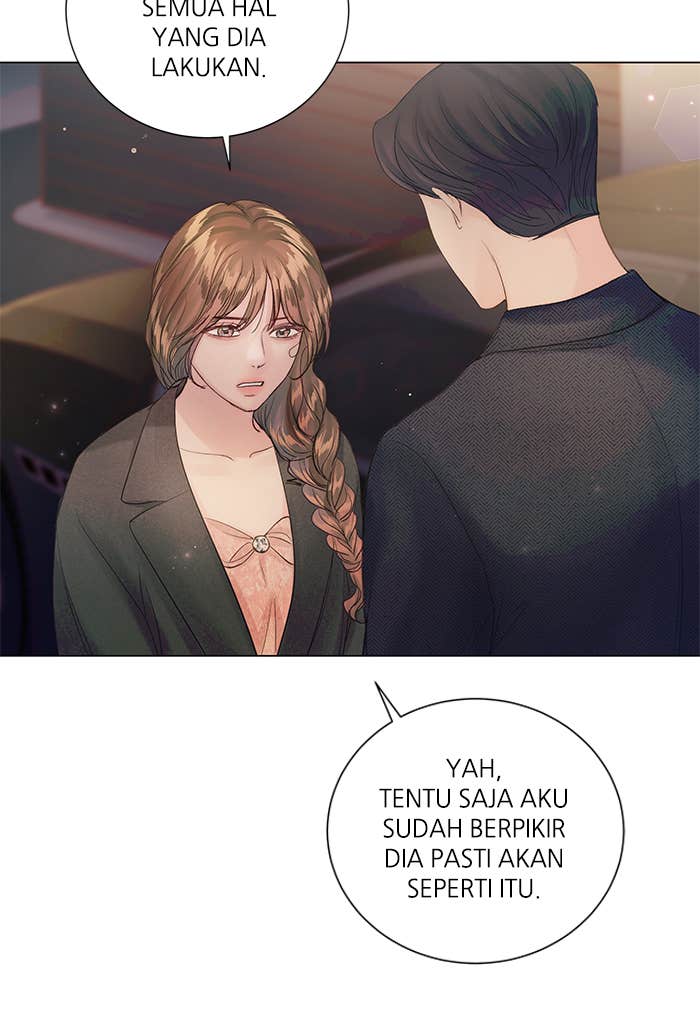 SEMUA HAL
YANG DIA
LAKUKAN.
YAH,
TENTU SAJA AKU
SUDAH BERPIKIR
DIA PASTI AKAN
SEPERTI ITU.